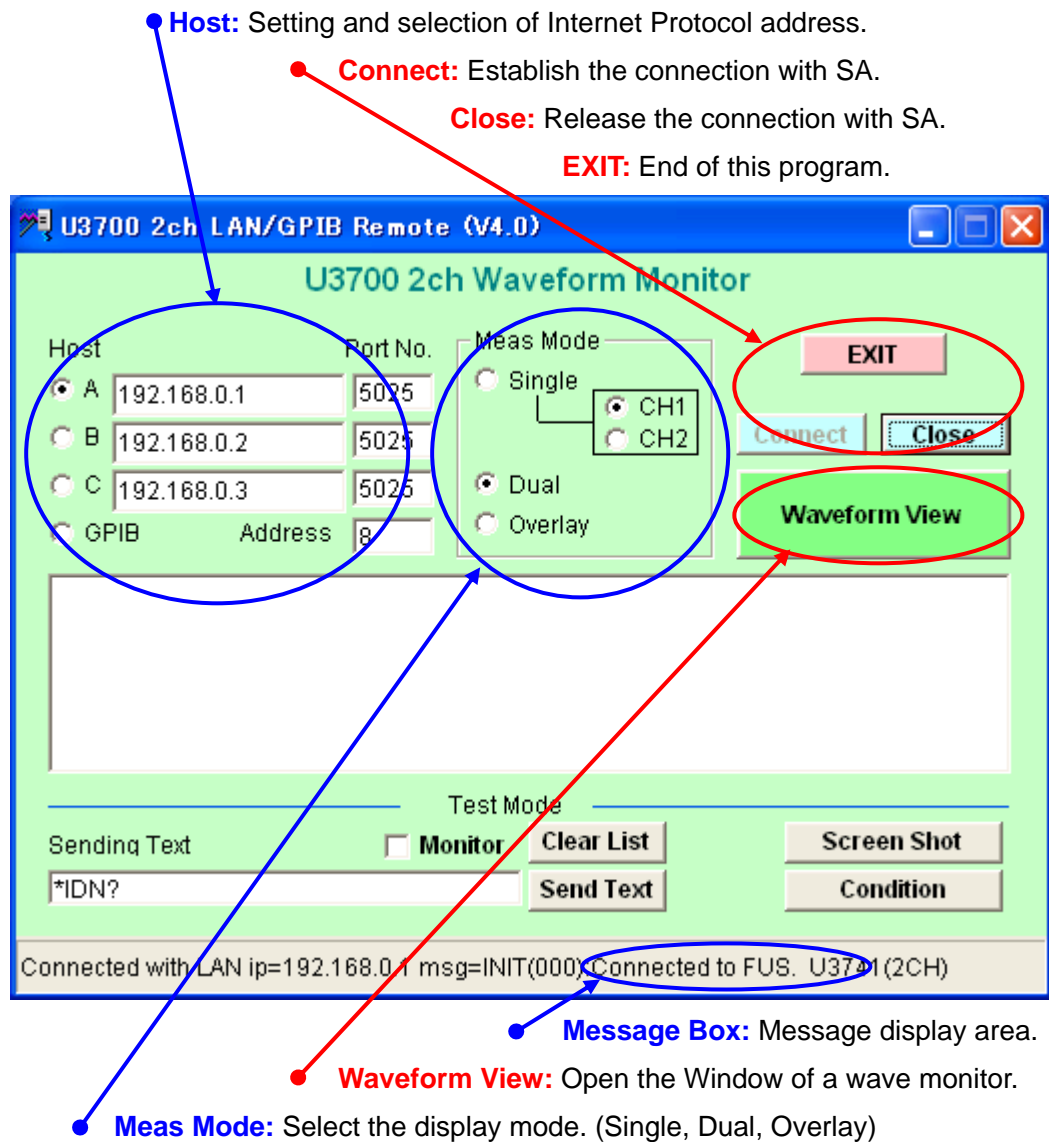 Host: Setting and selection of Internet Protocol address.
Connect: Establish the connection with SA.
Close: Release the connection with SA.
EXIT: End of this program.
U3700 2ch LAN/GPIB Remote (V4.0)
U3700 2ch Waveform Monitor
Host Port No.
A 192.168.0.1 5025
B 192.168.0.2 5025
C 192.168.0.3 5025
GPIB Address 8
Meas Mode
Single
CH1
CH2
Dual
Overlay
EXIT
Connect Close
Waveform View
Test Mode
Sending Text Monitor Clear List Screen Shot
*IDN? Send Text Condition
Connected with LAN ip=192.168.0.1 msg=INIT(000) Connected to FUS. U3741(2CH)
Message Box: Message display area.
Waveform View: Open the Window of a wave monitor.
Meas Mode: Select the display mode. (Single, Dual, Overlay)